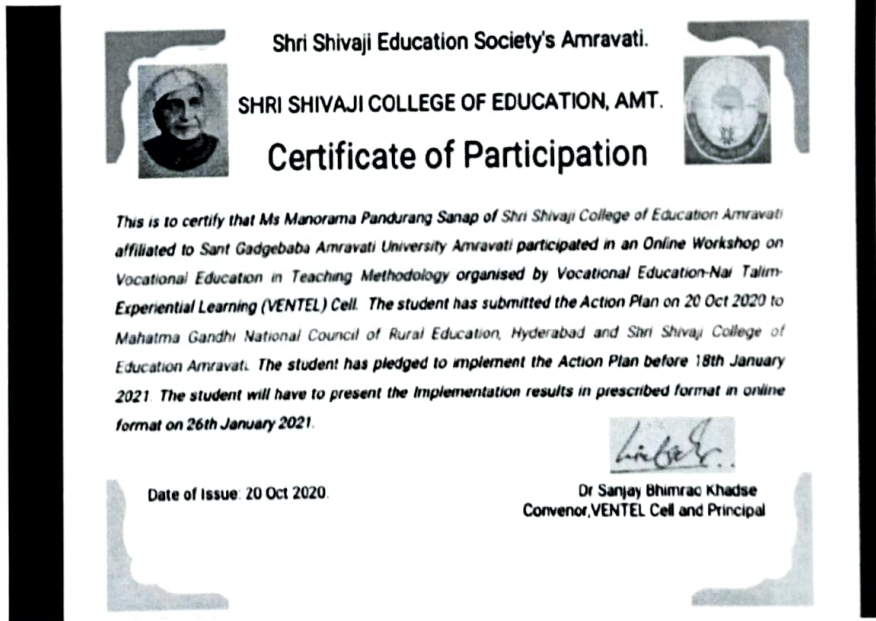 Shri Shivaji Education Society's Amravati.
SHRI SHIVAJI COLLEGE OF EDUCATION, AMT.
Certificate of Participation
This is to certify that Ms Manorama Pandurang Sanap of Shri Shivaji College of Education Amravati
affiliated to Sant Gadgebaba Amravati University Amravati participated in an Online Workshop on
Vocational Education in Teaching Methodology organised by Vocational Education-Nai Talim-
Experiential Learning (VENTEL) Cell. The student has submitted the Action Plan on 20 Oct 2020 to
Mahatma Gandhi National Council of Rural Education, Hyderabad and Shri Shivaji College of
Education Amravati. The student has pledged to implement the Action Plan before 18th January
2021. The student will have to present the Implementation results in prescribed format in online
format on 26th January 2021.
Date of Issue: 20 Oct 2020.
Dr Sanjay Bhimrao Khadse
Convenor,VENTEL Cell and Principal